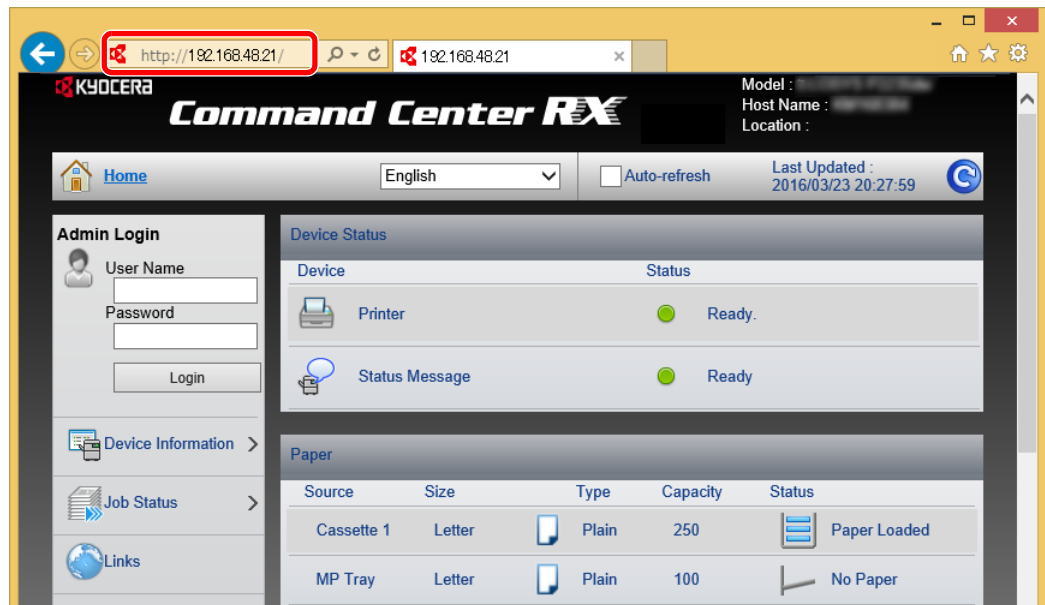 http://192.168.48.21/
192.168.48.21
KYOCERA
Command Center RX
Model :
Host Name :
Location :
Home
English
Auto-refresh
Last Updated :
2016/03/23 20:27:59
Admin Login
User Name
Password
Login
Device Information
Job Status
Links
Device Status
Device Status
Printer Ready.
Status Message Ready
Paper
Source Size Type Capacity Status
Cassette 1 Letter Plain 250 Paper Loaded
MP Tray Letter Plain 100 No Paper